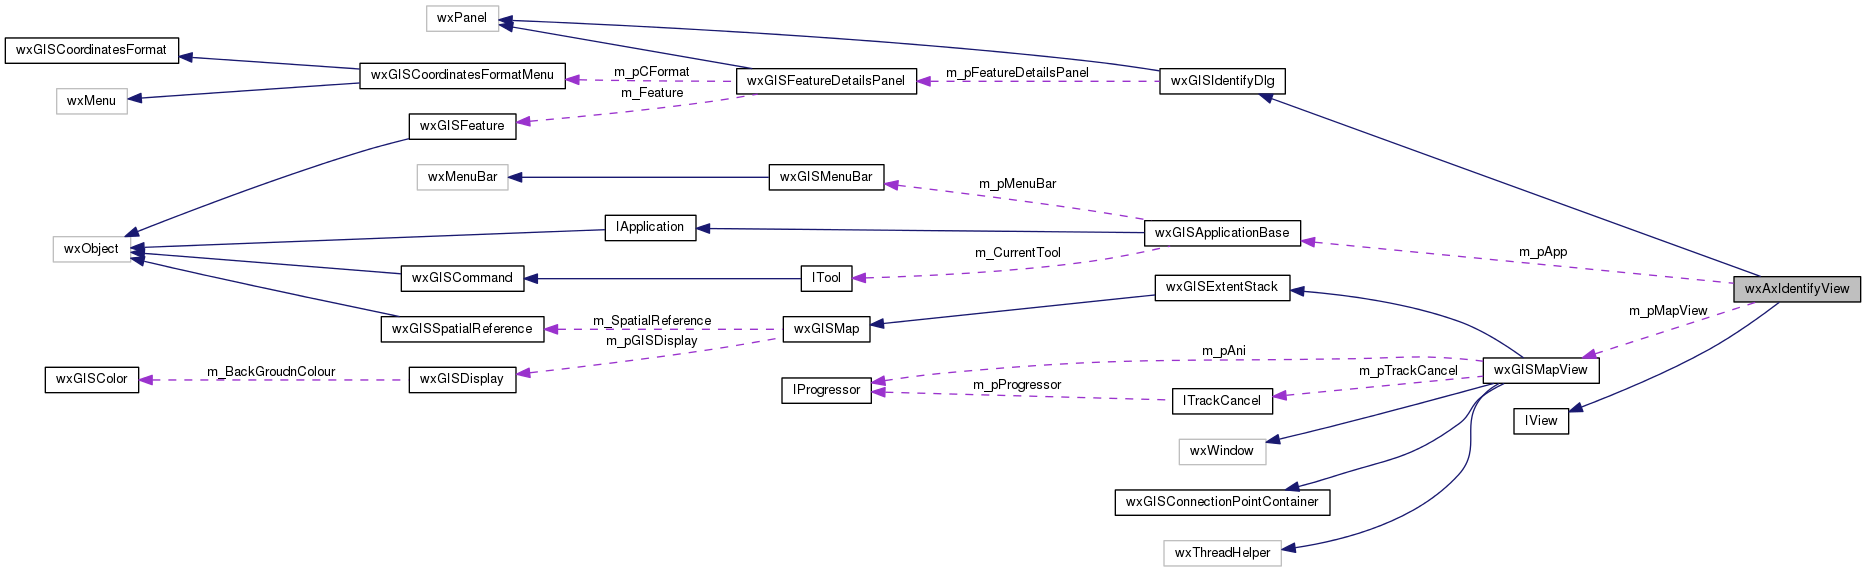 wxPanel
wxGISCoordinatesFormat
wxGISCoordinatesFormatMenu
m_pCFormat
wxGISFeatureDetailsPanel
m_pFeatureDetailsPanel
wxGISIdentifyDlg
wxMenu
m_Feature
wxGISFeature
wxMenuBar
wxGISMenuBar
m_pMenuBar
wxObject
IApplication
wxGISApplicationBase
m_CurrentTool
m_pApp
wxGISCommand
ITool
wxGISExtentStack
wxAxIdentifyView
m_pMapView
wxGISSpatialReference
m_SpatialReference
wxGISMap
m_pGISDisplay
m_pAni
wxGISColor
m_BackGroudnColour
wxGISDisplay
IProgressor
m_pProgressor
m_pTrackCancel
wxGISMapView
ITrackCancel
IView
wxWindow
wxGISConnectionPointContainer
wxThreadHelper